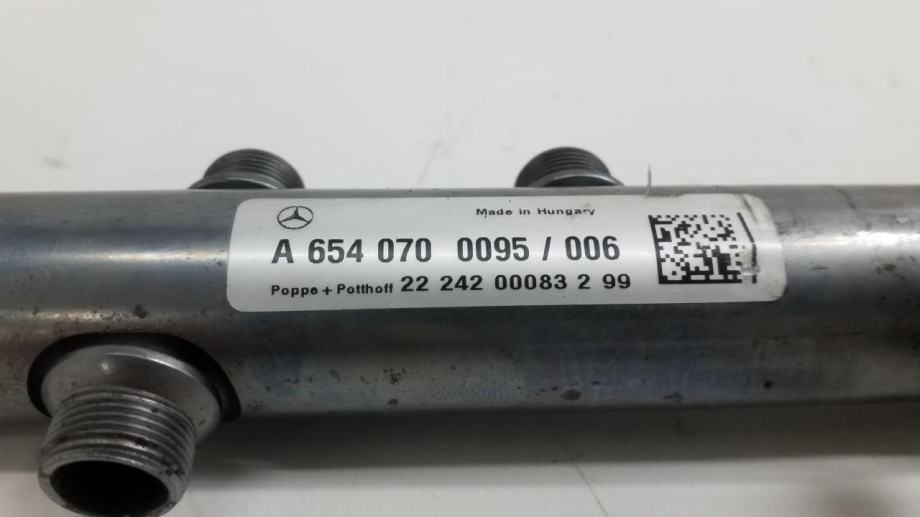 Made in Hungary
A 654 070 0095 / 006
Poppe + Potthoff 22 242 00083 2 99